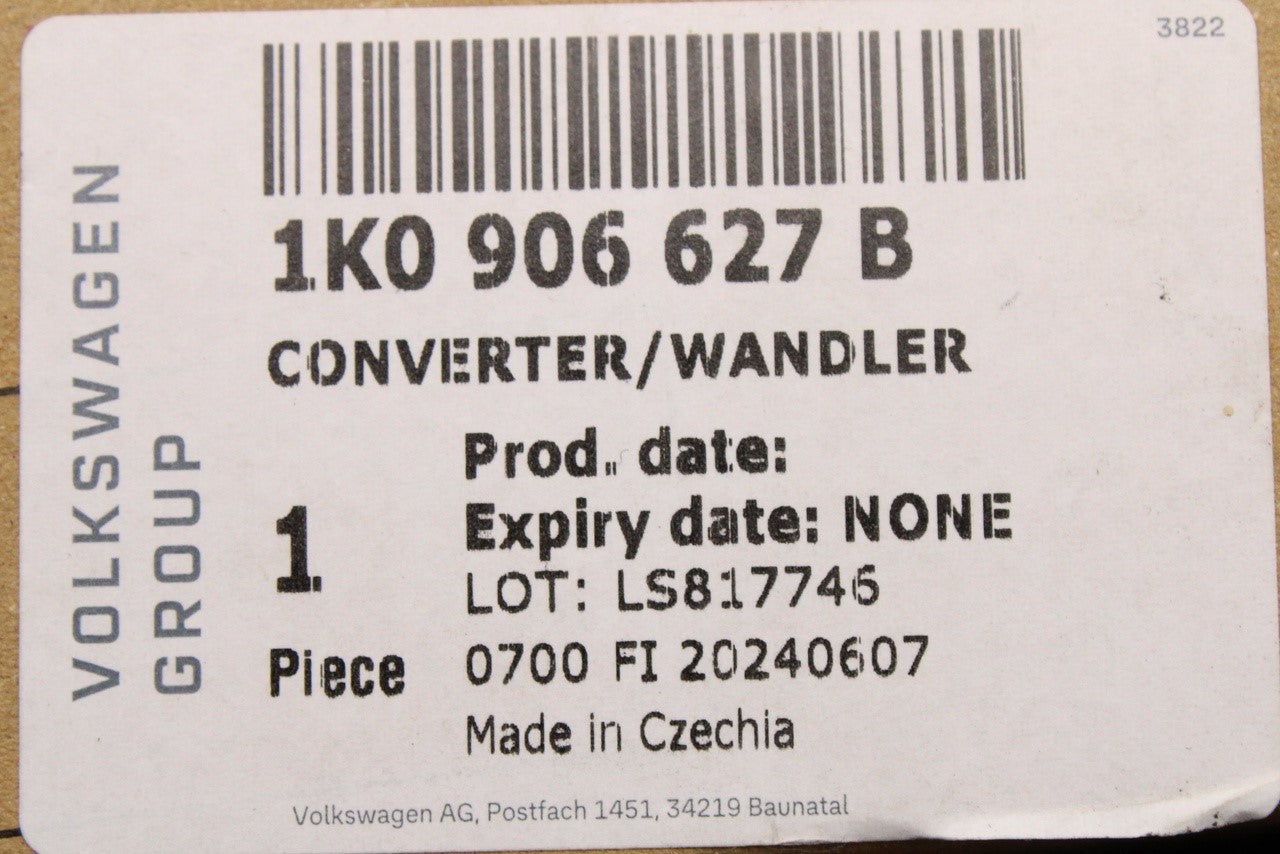 3822
VOLKSWAGEN
GROUP
1K0 906 627 B
CONVERTER/WANDLER
1
Piece
Prod. date:
Expiry date: NONE
LOT: LS817746
0700 FI 20240607
Made in Czechia
Volkswagen AG, Postfach 1451, 34219 Baunatal